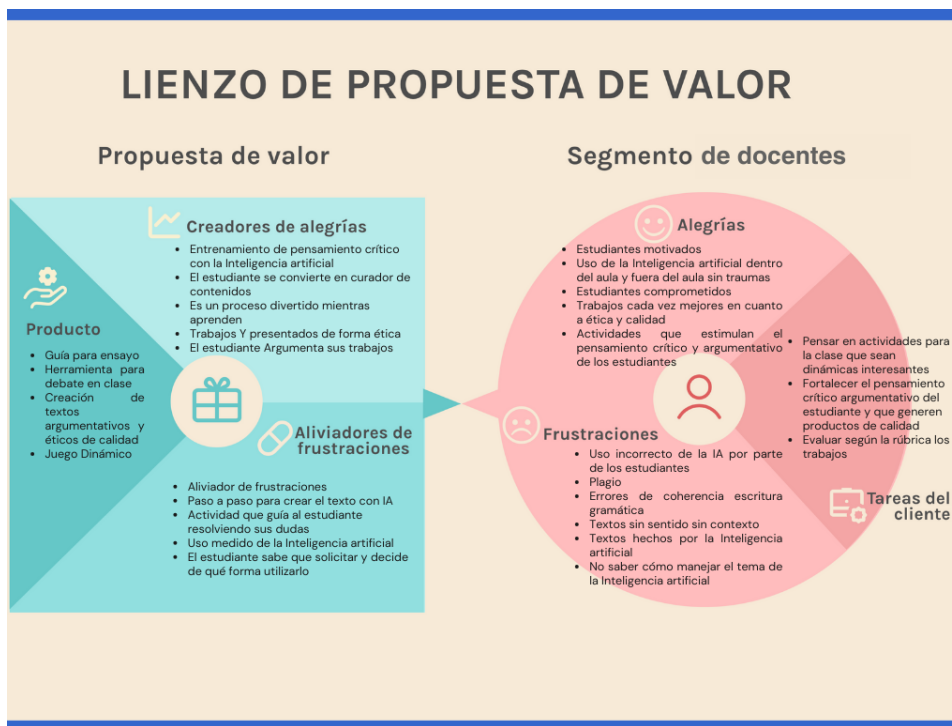 LIENZO DE PROPUESTA DE VALOR
Propuesta de valor
Creadores de alegrías
• Entrenamiento de pensamiento crítico
con la Inteligencia artificial
• El estudiante se convierte en curador de
contenidos
• Es un proceso divertido mientras
aprenden
• Trabajos Y presentados de forma ética
• El estudiante Argumenta sus trabajos
Producto
• Guía para ensayo
• Herramienta para
debate en clase
• Creación de
textos
argumentativos y
éticos de calidad
• Juego Dinámico
Aliviadores de
frustraciones
• Aliviador de frustraciones
• Paso a paso para crear el texto con IA
• Actividad que guía al estudiante
resolviendo sus dudas
• Uso medido de la Inteligencia artificial
• El estudiante sabe que solicitar y decide
de qué forma utilizarlo
Segmento de docentes
Alegrías
• Estudiantes motivados
• Uso de la Inteligencia artificial dentro
del aula y fuera del aula sin traumas
• Estudiantes comprometidos
• Trabajos cada vez mejores en cuanto
a ética y calidad
• Actividades que estimulan el
pensamiento crítico y argumentativo
de los estudiantes
Frustraciones
• Uso incorrecto de la IA por parte
de los estudiantes
• Plagio
• Errores de coherencia escritura
gramática
• Textos sin sentido sin contexto
• Textos hechos por la Inteligencia
artificial
• No saber cómo manejar el tema de
la Inteligencia artificial
• Pensar en actividades para
la clase que sean
dinámicas interesantes
• Fortalecer el pensamiento
crítico argumentativo del
estudiante y que generen
productos de calidad
• Evaluar según la rúbrica los
trabajos
Tareas del
cliente